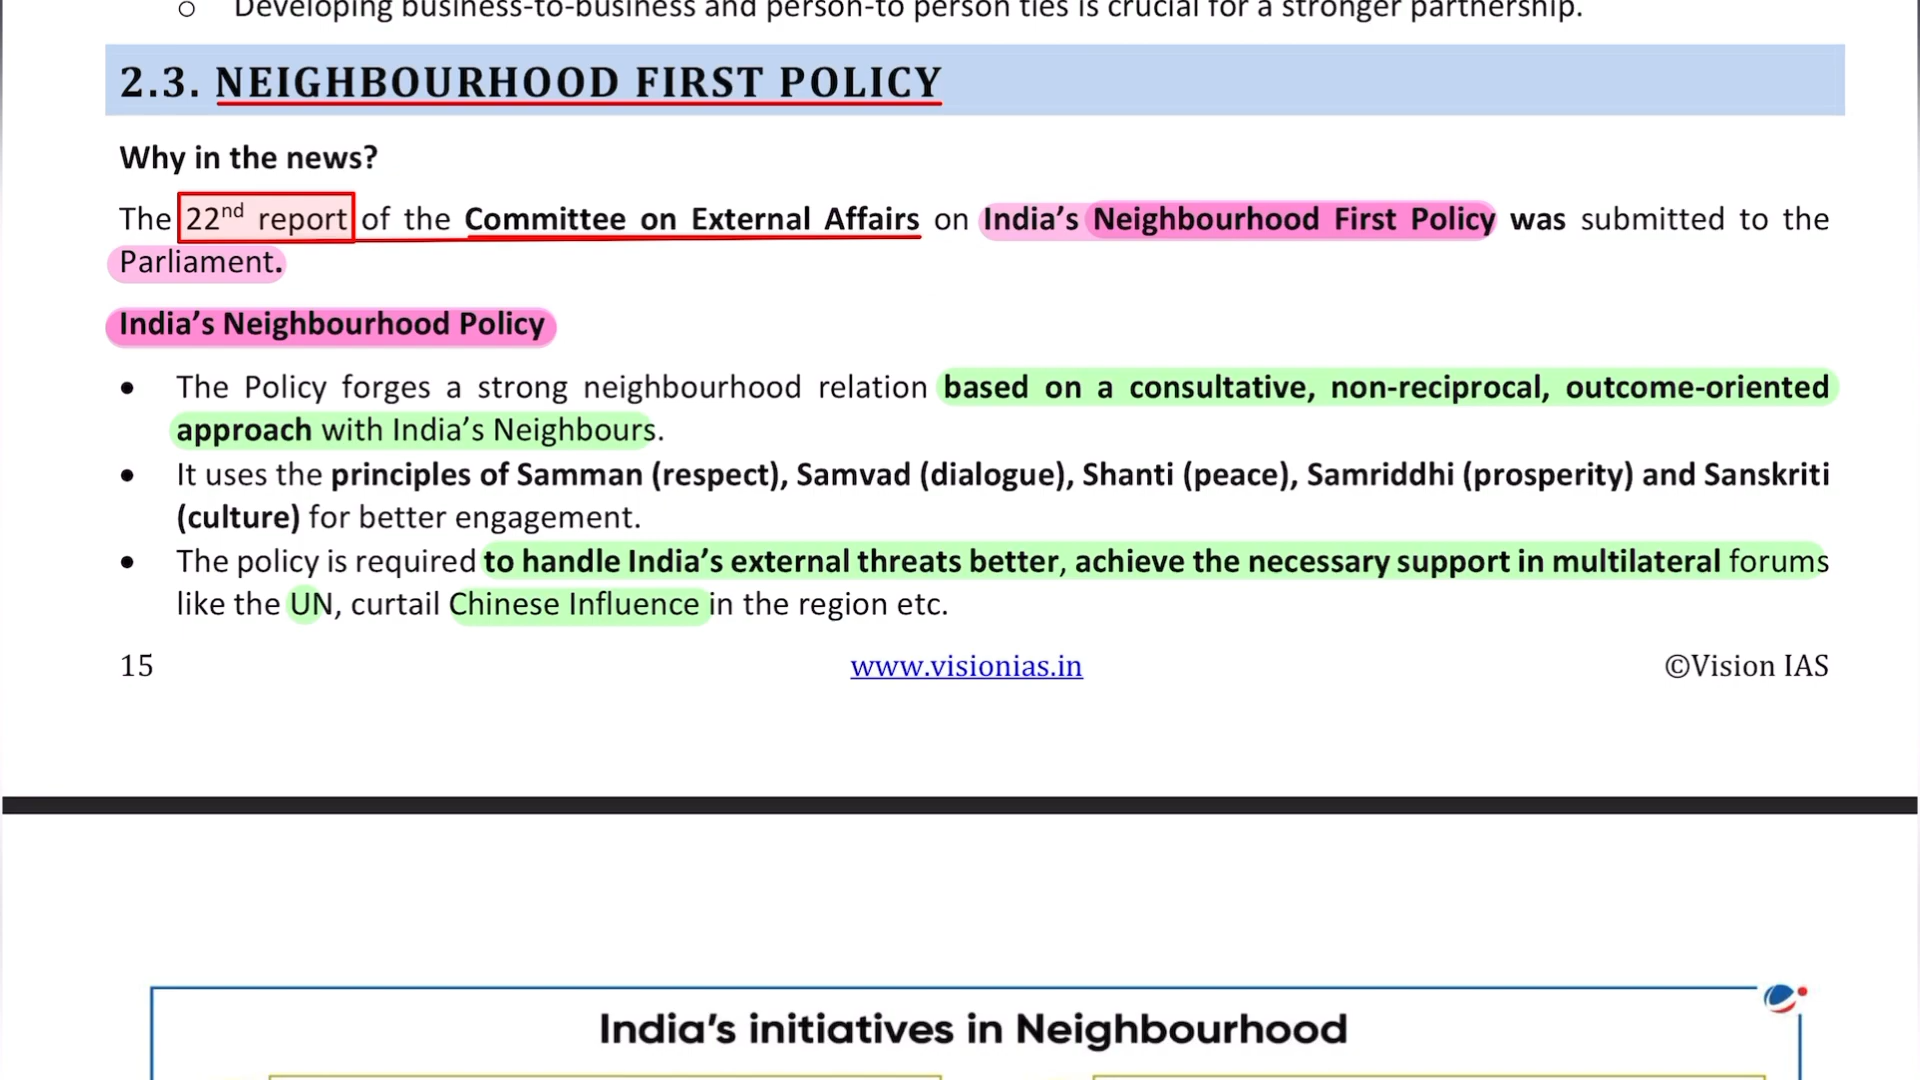 Developing business-to-business and person-to person ties is crucial for a stronger partnership.
2.3. NEIGHBOURHOOD FIRST POLICY
Why in the news?
The 22nd report of the Committee on External Affairs on India's Neighbourhood First Policy was submitted to the
Parliament.
India's Neighbourhood Policy
• The Policy forges a strong neighbourhood relation based on a consultative, non-reciprocal, outcome-oriented
approach with India's Neighbours.
• It uses the principles of Samman (respect), Samvad (dialogue), Shanti (peace), Samriddhi (prosperity) and Sanskriti
(culture) for better engagement.
• The policy is required to handle India's external threats better, achieve the necessary support in multilateral forums
like the UN, curtail Chinese Influence in the region etc.
15 www.visionias.in ©Vision IAS
India's initiatives in Neighbourhood